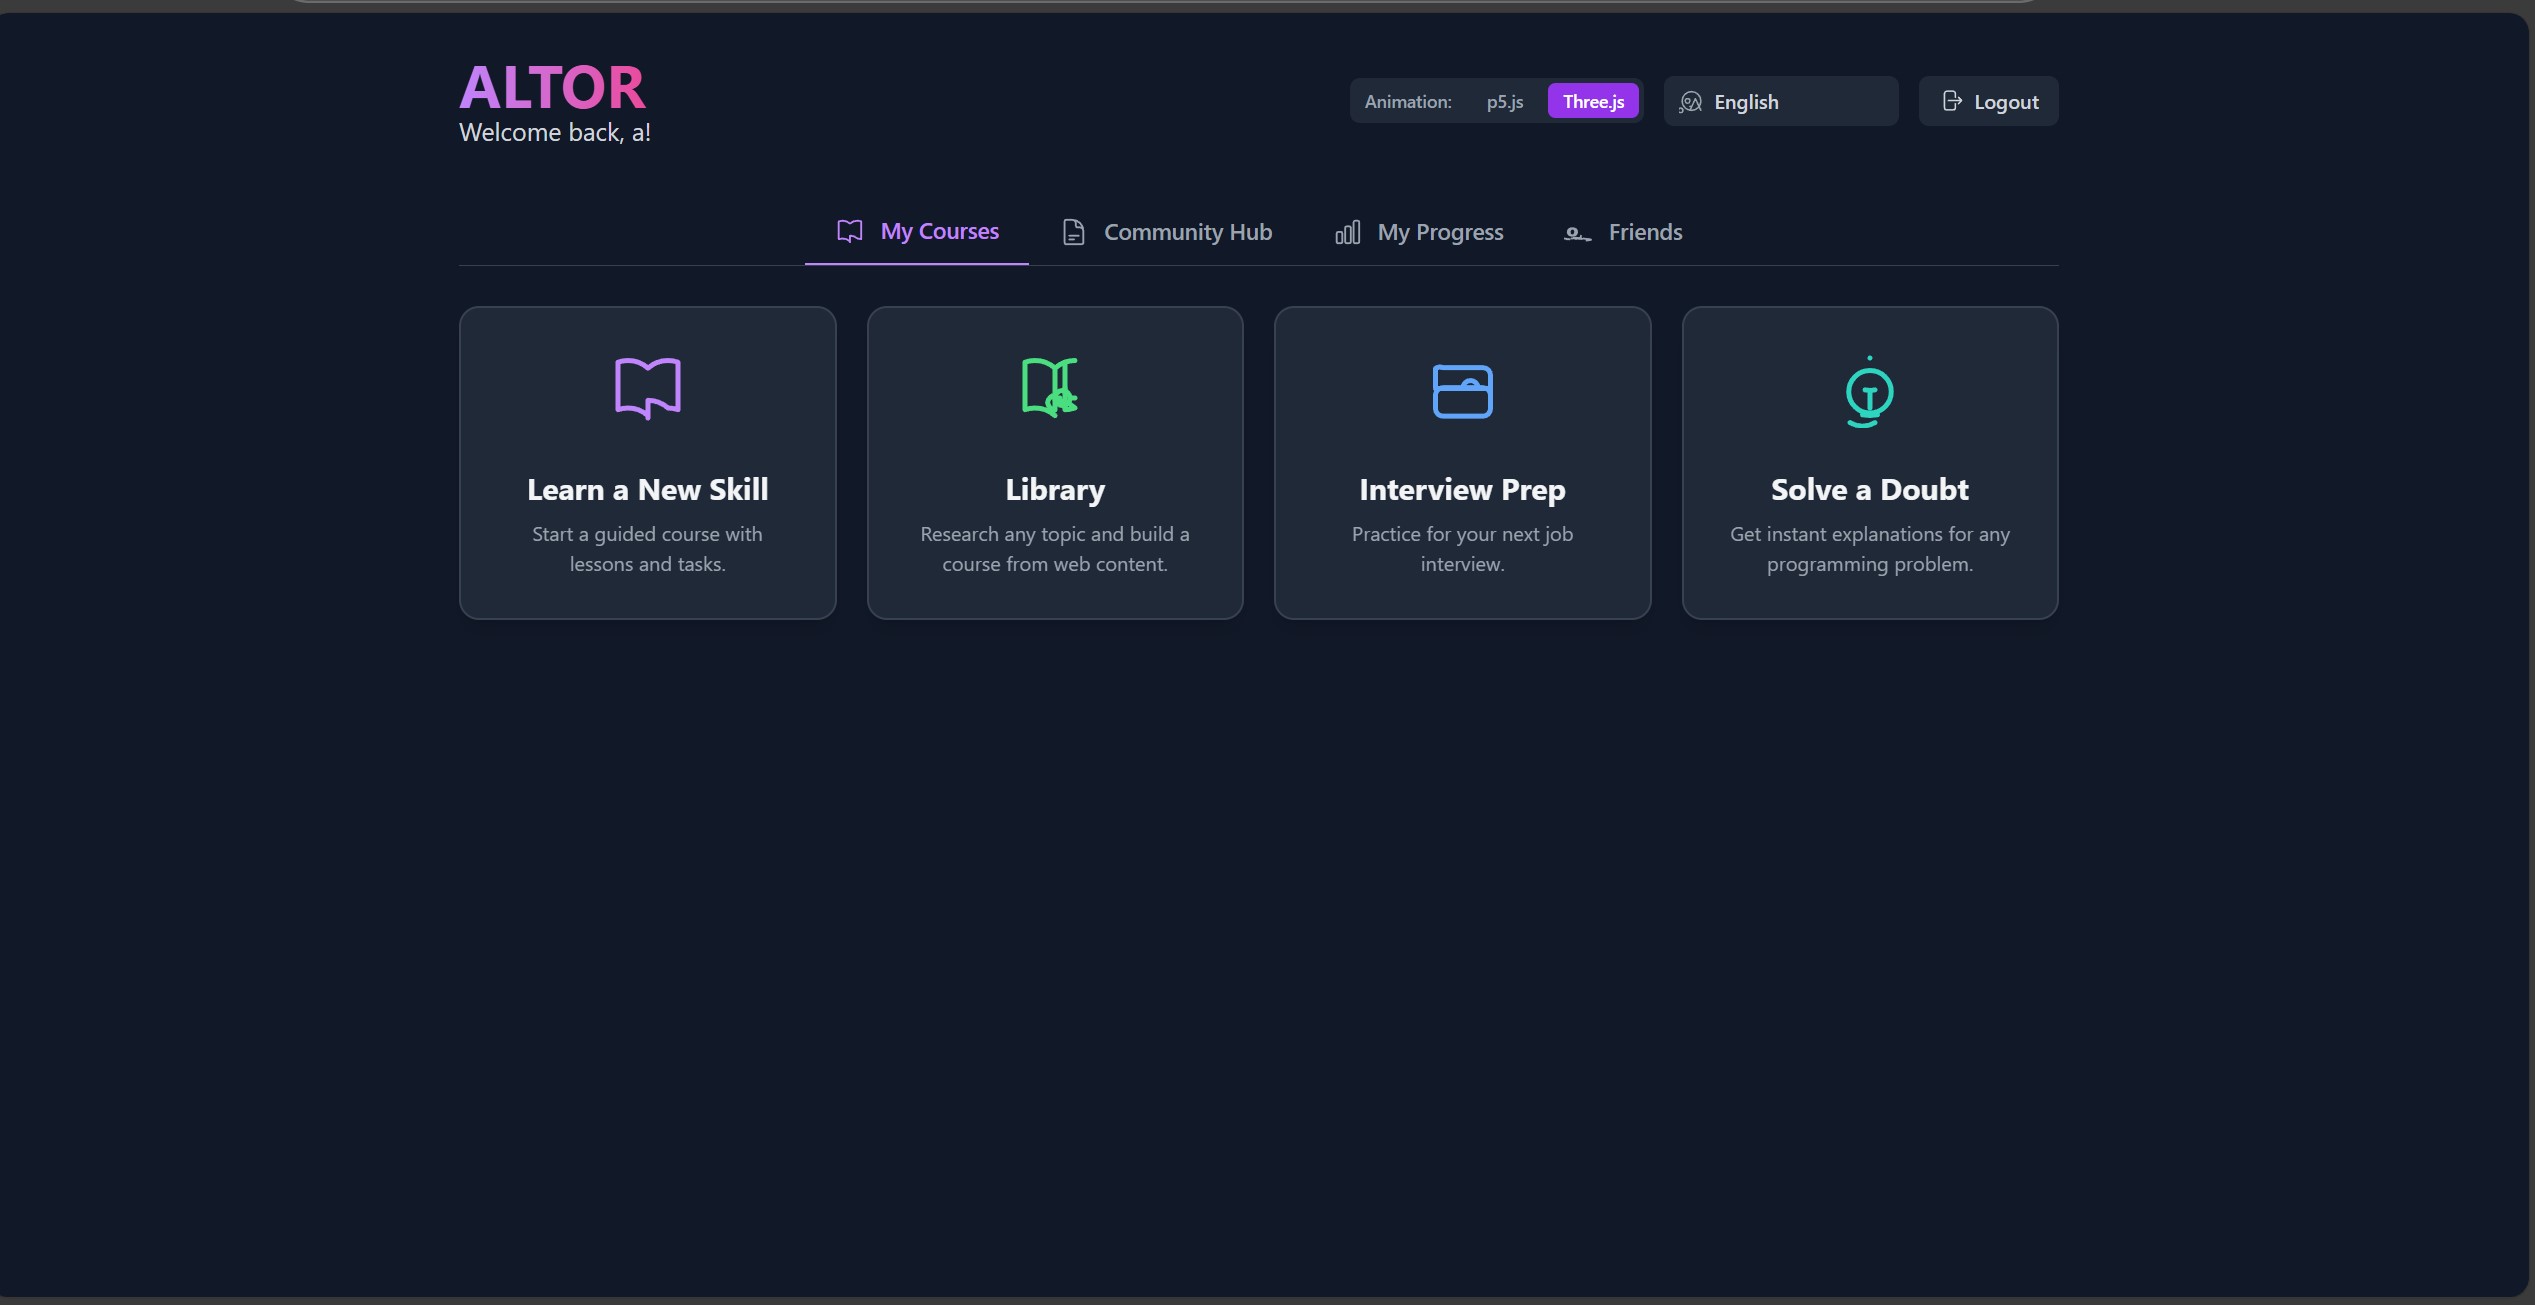 ALTOR
Welcome back, a!
Animation: p5.js Three.js English Logout
My Courses Community Hub My Progress Friends
Learn a New Skill
Start a guided course with
lessons and tasks.
Library
Research any topic and build a
course from web content.
Interview Prep
Practice for your next job
interview.
Solve a Doubt
Get instant explanations for any
programming problem.